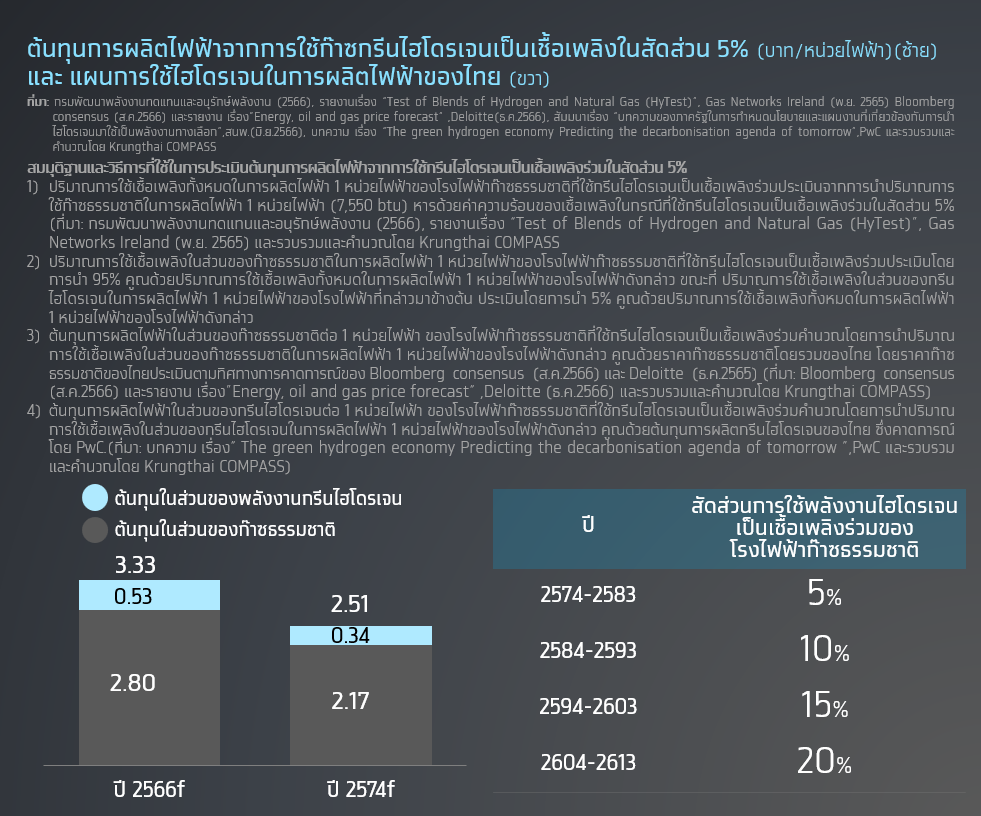 ต้นทุนการผลิตไฟฟ้าจากการใช้ก๊าซกรีนไฮโดรเจนเป็นเชื้อเพลิงในสัดส่วน 5% (บาท/หน่วยไฟฟ้า)(ซ้าย)
และ แผนการใช้ไฮโดรเจนในการผลิตไฟฟ้าของไทย (ขวา)
ที่มา: กรมพัฒนาพลังงานทดแทนและอนุรักษ์พลังงาน (2566), รายงานเรื่อง “Test of Blends of Hydrogen and Natural Gas (HyTest)”, Gas Networks Ireland (พ.ย. 2565) Bloomberg
consensus (ส.ค.2566) และรายงาน เรื่อง“Energy, oil and gas price forecast” ,Deloitte(ธ.ค.2566), สัมมนาเรื่อง “บทความของภาครัฐในการกำหนดนโยบายและแผนงานที่เกี่ยวข้องกับการนำ
ไฮโดรเจนมาใช้เป็นพลังงานทางเลือก”,สนพ.(มิ.ย.2566), บทความ เรื่อง “The green hydrogen economy Predicting the decarbonisation agenda of tomorrow”,PwC และรวบรวมและ
คำนวณโดย Krungthai COMPASS
สมมุติฐานและวิธีการที่ใช้ในการประเมินต้นทุนการผลิตไฟฟ้าจากการใช้กรีนไฮโดรเจนเป็นเชื้อเพลิงร่วมในสัดส่วน 5%
1) ปริมาณการใช้เชื้อเพลิงทั้งหมดในการผลิตไฟฟ้า 1 หน่วยไฟฟ้าของโรงไฟฟ้าก๊าซธรรมชาติที่ใช้กรีนไฮโดรเจนเป็นเชื้อเพลิงร่วมประเมินจากการนำปริมาณการ
ใช้ก๊าซธรรมชาติในการผลิตไฟฟ้า 1 หน่วยไฟฟ้า (7,550 btu) หารด้วยค่าความร้อนของเชื้อเพลิงในกรณีที่ใช้กรีนไฮโดรเจนเป็นเชื้อเพลิงร่วมในสัดส่วน 5%
(ที่มา: กรมพัฒนาพลังงานทดแทนและอนุรักษ์พลังงาน (2566), รายงานเรื่อง “Test of Blends of Hydrogen and Natural Gas (HyTest)”, Gas
Networks Ireland (พ.ย. 2565) และรวบรวมและคำนวณโดย Krungthai COMPASS
2) ปริมาณการใช้เชื้อเพลิงในส่วนของก๊าซธรรมชาติในการผลิตไฟฟ้า 1 หน่วยไฟฟ้าของโรงไฟฟ้าก๊าซธรรมชาติที่ใช้กรีนไฮโดรเจนเป็นเชื้อเพลิงร่วมประเมินโดย
การนำ 95% คูณด้วยปริมาณการใช้เชื้อเพลิงทั้งหมดในการผลิตไฟฟ้า 1 หน่วยไฟฟ้าของโรงไฟฟ้าดังกล่าว ขณะที่ ปริมาณการใช้เชื้อเพลิงในส่วนของกรีน
ไฮโดรเจนในการผลิตไฟฟ้า 1 หน่วยไฟฟ้าของโรงไฟฟ้าที่กล่าวมาข้างต้น ประเมินโดยการนำ 5% คูณด้วยปริมาณการใช้เชื้อเพลิงทั้งหมดในการผลิตไฟฟ้า
1 หน่วยไฟฟ้าของโรงไฟฟ้าดังกล่าว
3) ต้นทุนการผลิตไฟฟ้าในส่วนของก๊าซธรรมชาติต่อ 1 หน่วยไฟฟ้า ของโรงไฟฟ้าก๊าซธรรมชาติที่ใช้กรีนไฮโดรเจนเป็นเชื้อเพลิงร่วมคำนวณโดยการนำปริมาณ
การใช้เชื้อเพลิงในส่วนของก๊าซธรรมชาติในการผลิตไฟฟ้า 1 หน่วยไฟฟ้าของโรงไฟฟ้าดังกล่าว คูณด้วยราคาก๊าซธรรมชาติโดยรวมของไทย โดยราคาก๊าซ
ธรรมชาติของไทยประเมินตามทิศทางการคาดการณ์ของ Bloomberg consensus (ส.ค.2566) และ Deloitte (ธ.ค.2565) (ที่มา: Bloomberg consensus
(ส.ค.2566) และรายงาน เรื่อง“Energy, oil and gas price forecast” ,Deloitte (ธ.ค.2566) และรวบรวมและคำนวณโดย Krungthai COMPASS)
4) ต้นทุนการผลิตไฟฟ้าในส่วนของกรีนไฮโดรเจนต่อ 1 หน่วยไฟฟ้า ของโรงไฟฟ้าก๊าซธรรมชาติที่ใช้กรีนไฮโดรเจนเป็นเชื้อเพลิงร่วมคำนวณโดยการนำปริมาณ
การใช้เชื้อเพลิงในส่วนของกรีนไฮโดรเจนในการผลิตไฟฟ้า 1 หน่วยไฟฟ้าของโรงไฟฟ้าดังกล่าว คูณด้วยต้นทุนการผลิตกรีนไฮโดรเจนของไทย ซึ่งคาดการณ์
โดย PwC.(ที่มา: บทความ เรื่อง“ The green hydrogen economy Predicting the decarbonisation agenda of tomorrow ”,PwC และรวบรวม
และคำนวณโดย Krungthai COMPASS)
ต้นทุนในส่วนของพลังงานกรีนไฮโดรเจน
ต้นทุนในส่วนของก๊าซธรรมชาติ
3.33
0.53
2.80
2.51
0.34
2.17
ปี 2566f
ปี 2574f
ปี
สัดส่วนการใช้พลังงานไฮโดรเจน
เป็นเชื้อเพลิงร่วมของ
โรงไฟฟ้าก๊าซธรรมชาติ
2574-2583 5%
2584-2593 10%
2594-2603 15%
2604-2613 20%